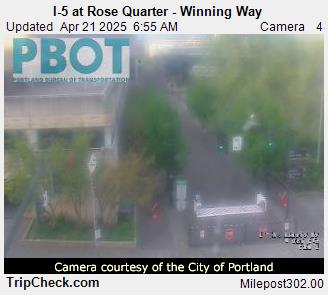 I-5 at Rose Quarter - Winning Way
Updated Apr 21 2025 6:55 AM Camera 4
PBOT
PORTLAND BUREAU OF TRANSPORTATION
Camera courtesy of the City of Portland
TripCheck.com Milepost302.00